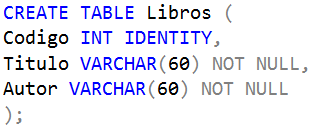 CREATE TABLE Libros (
Codigo INT IDENTITY,
Titulo VARCHAR(60) NOT NULL,
Autor VARCHAR(60) NOT NULL
);